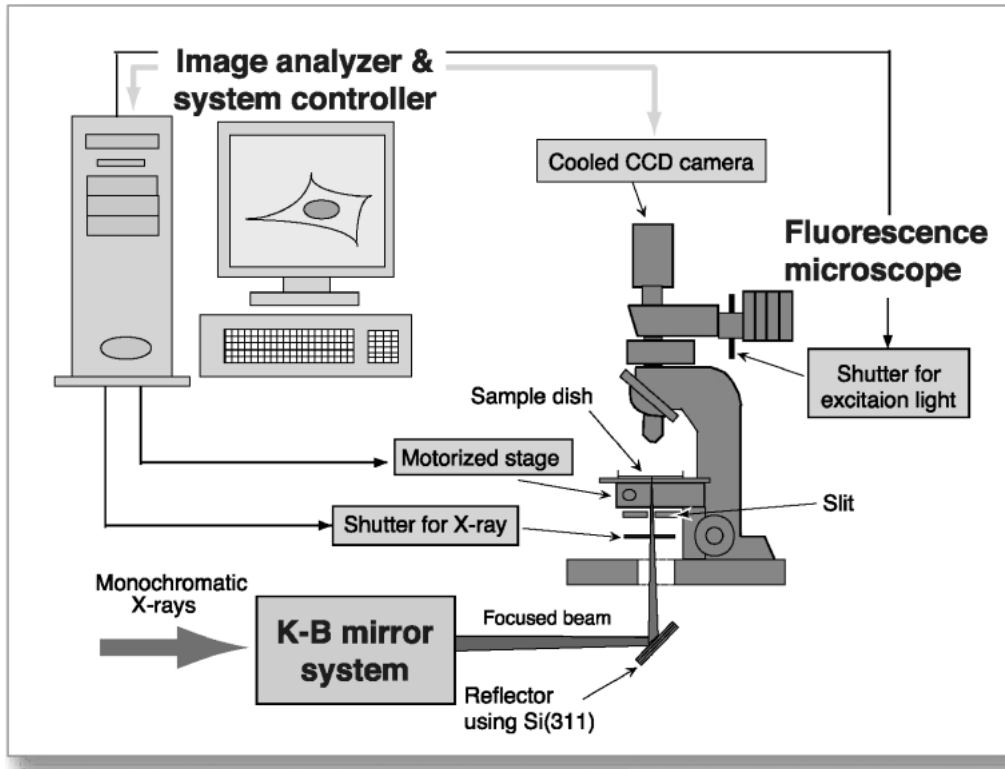 Image analyzer &
system controller
Cooled CCD camera
Fluorescence
microscope
Shutter for
excitaion light
Sample dish
Motorized stage
Slit
Shutter for X-ray
Monochromatic
X-rays
Focused beam
K-B mirror
system
Reflector
using Si(311)